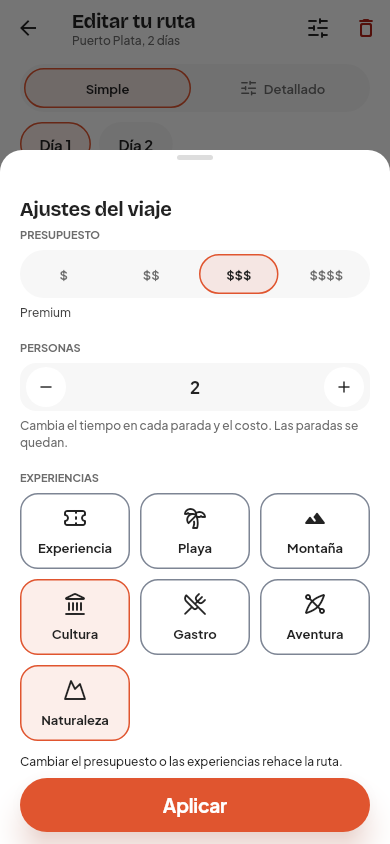 Editar tu ruta
Puerto Plata, 2 días
Simple
Detallado
Día 1
Día 2
Ajustes del viaje
PRESUPUESTO
$
$$
$$$
$$$$
Premium
PERSONAS
2
Cambia el tiempo en cada parada y el costo. Las paradas se
quedan.
EXPERIENCIAS
Experiencia
Playa
Montaña
Cultura
Gastro
Aventura
Naturaleza
Cambiar el presupuesto o las experiencias rehace la ruta.
Aplicar